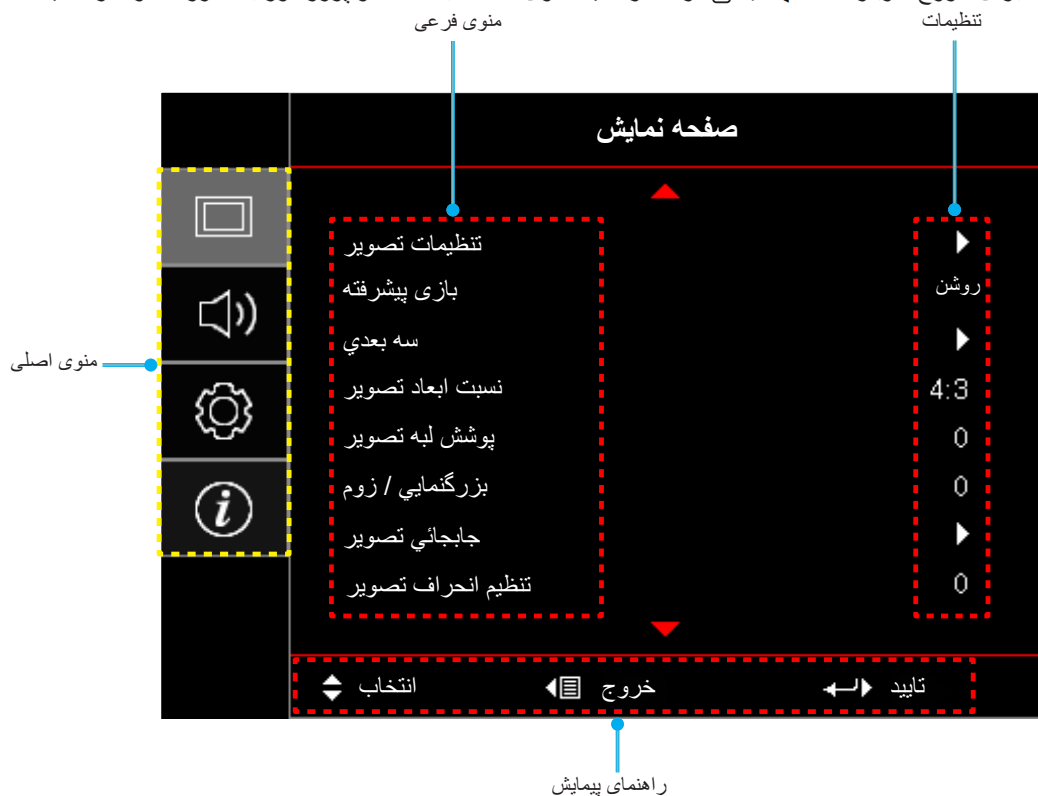 منوی فرعی
تنظیمات
صفحه نمایش
تنظیمات تصویر
بازی پیشرفته
روشن
سه بعدي
نسبت ابعاد تصویر
4:3
پوشش لبه تصویر
0
بزرگنمايي / زوم
0
جابجائي تصویر
تنظیم انحراف تصویر
0
منوی اصلی
انتخاب
خروج
تایید
راهنمای پیمایش